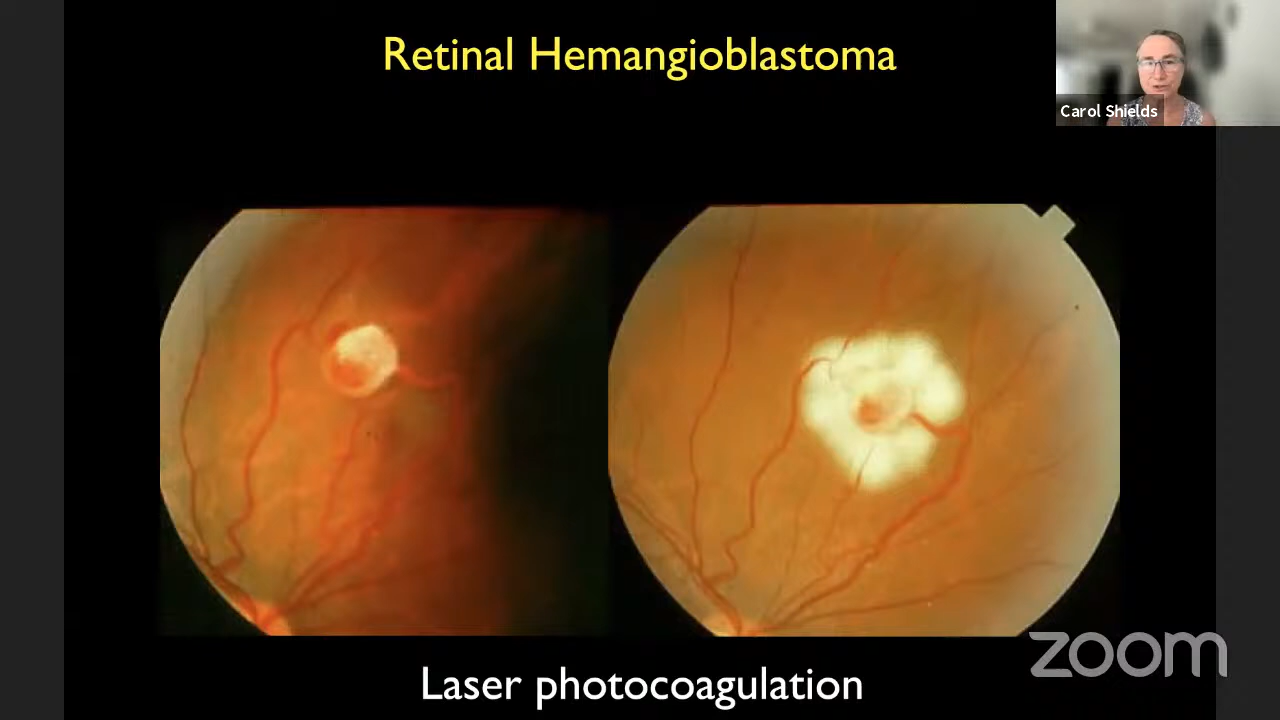 Retinal Hemangioblastoma
Carol Shields
zoom
Laser photocoagulation